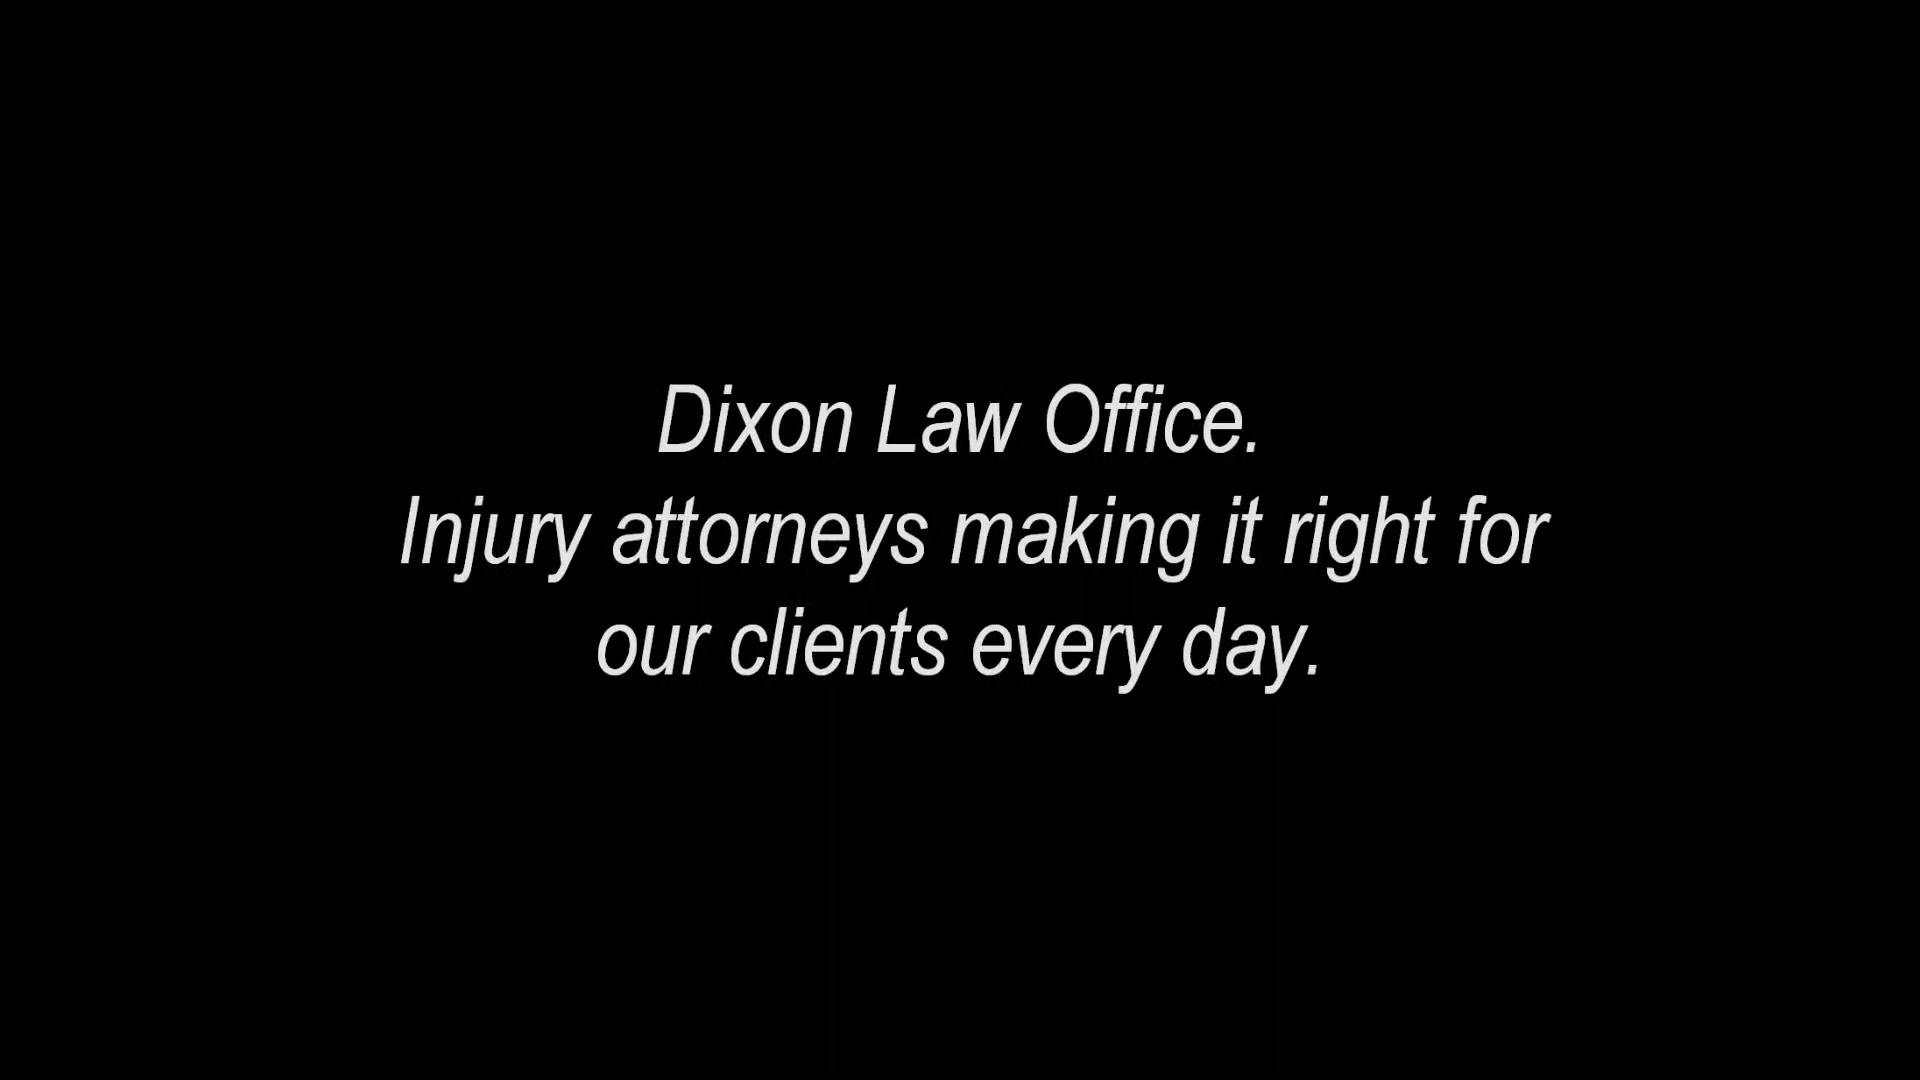 Dixon Law Office.
Injury attorneys making it right for
our clients every day.